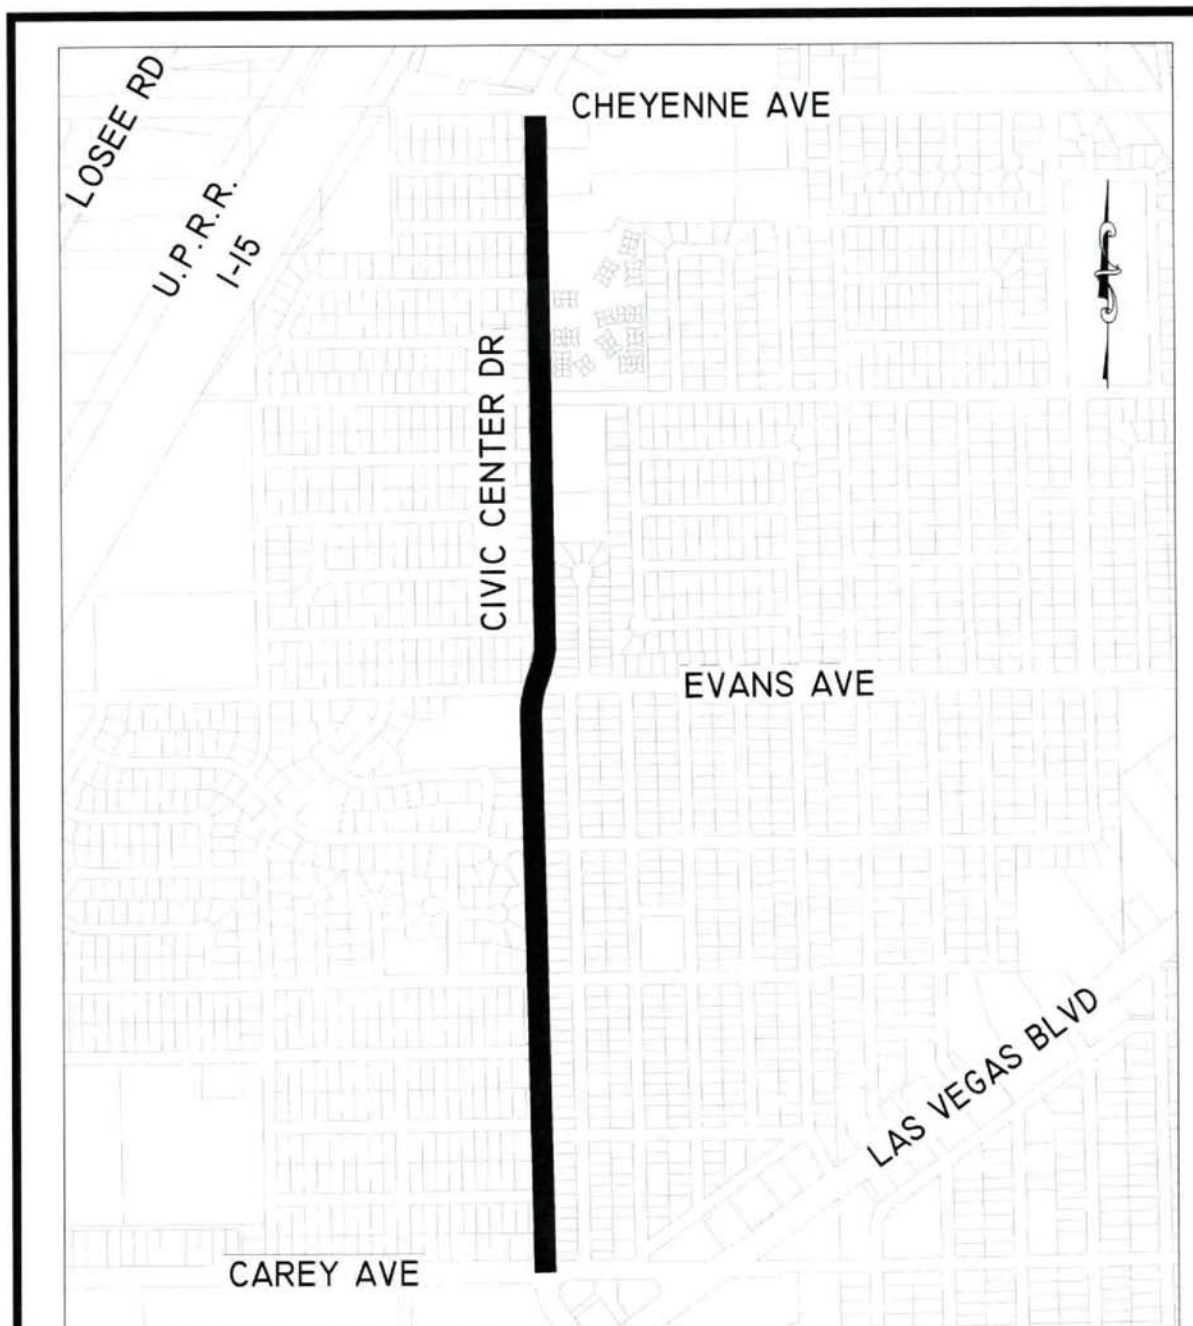 CHEYENNE AVE
LOSEE RD
U.P.R.R.
I-15
CIVIC CENTER DR
EVANS AVE
LAS VEGAS BLVD
CAREY AVE